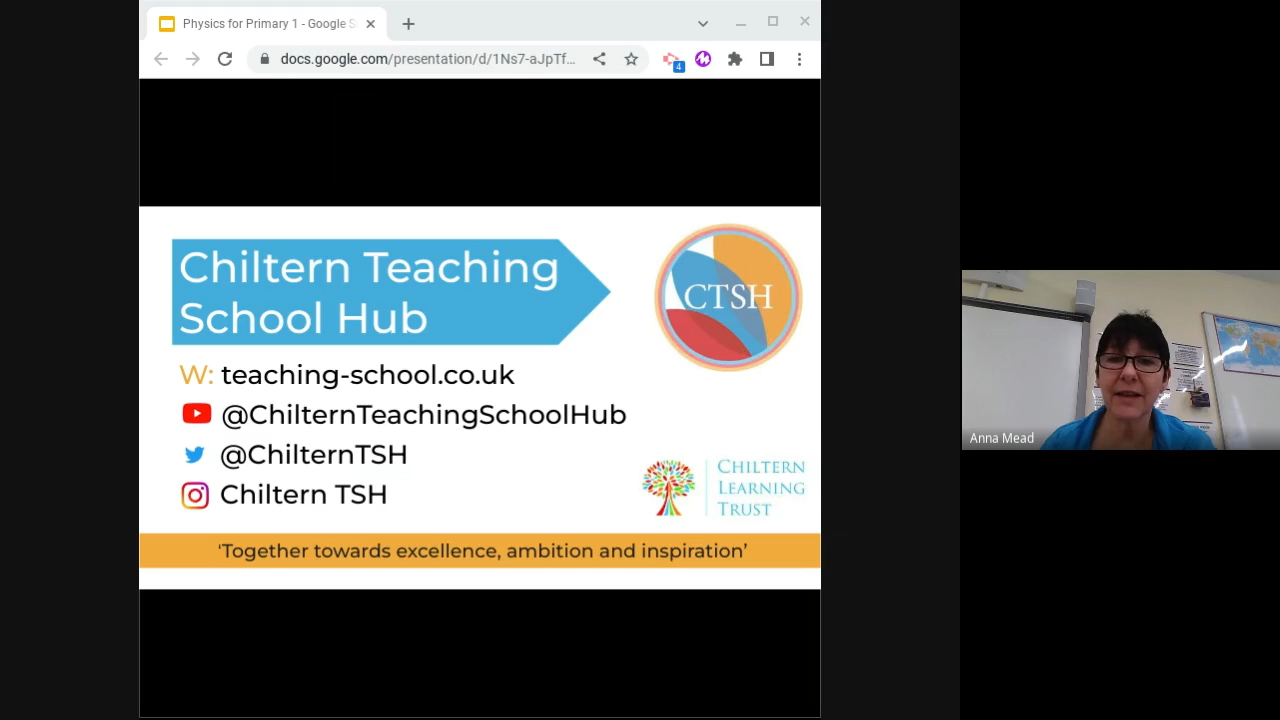 Physics for Primary 1 - Google S
docs.google.com/presentation/d/1Ns7-aJpTf...
4
Chiltern Teaching
School Hub
CTSH
W: teaching-school.co.uk
@ChilternTeachingSchoolHub
@ChilternTSH
Chiltern TSH
CHILTERN
LEARNING
TRUST
'Together towards excellence, ambition and inspiration'
Anna Mead